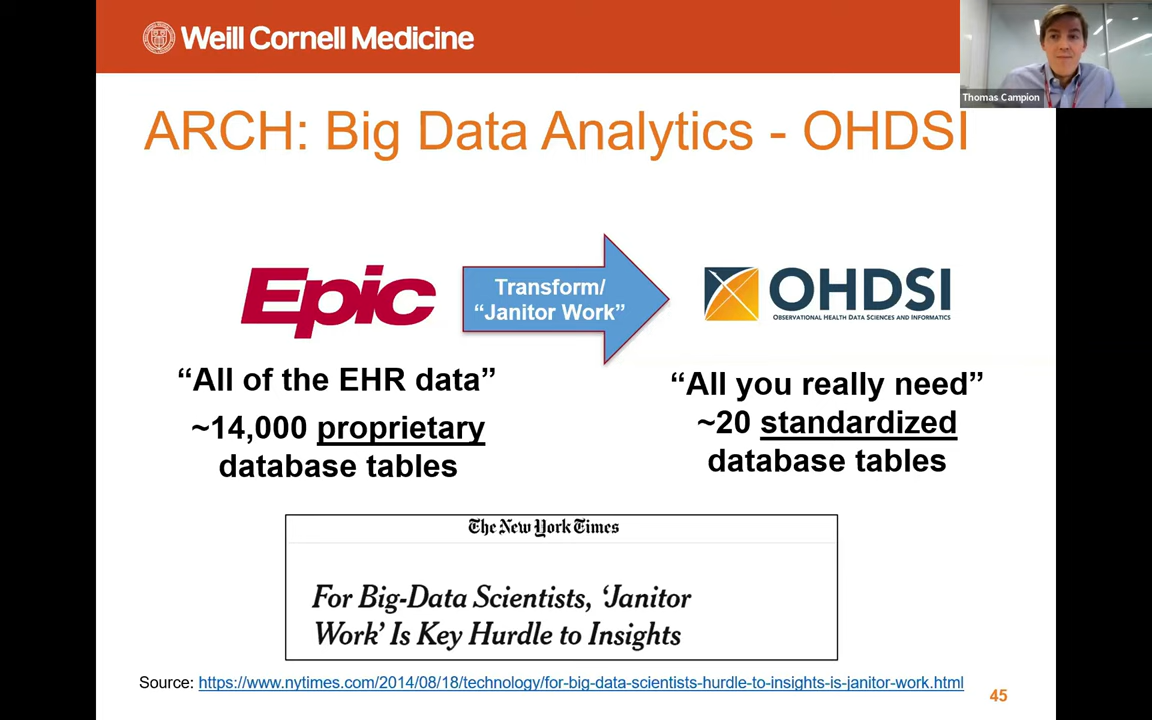 Weill Cornell Medicine
Thomas Campion
ARCH: Big Data Analytics - OHDSI
Epic
Transform/
“Janitor Work”
OHDSI
OBSERVATIONAL HEALTH DATA SCIENCES AND INFORMATICS
“All of the EHR data”
~14,000 proprietary
database tables
“All you really need”
~20 standardized
database tables
The New York Times
For Big-Data Scientists, ‘Janitor
Work’ Is Key Hurdle to Insights
Source: https://www.nytimes.com/2014/08/18/technology/for-big-data-scientists-hurdle-to-insights-is-janitor-work.html
45